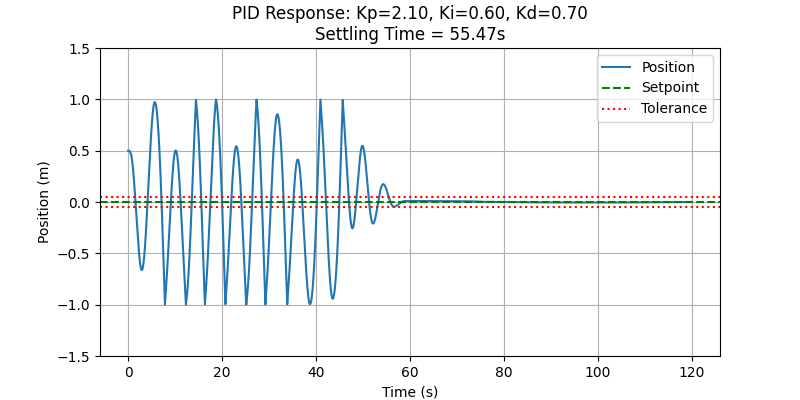 PID Response: Kp=2.10, Ki=0.60, Kd=0.70
Settling Time = 55.47s
Position
Setpoint
Tolerance
1.5
1.0
0.5
0.0
−0.5
−1.0
−1.5
Position (m)
0 20 40 60 80 100 120
Time (s)